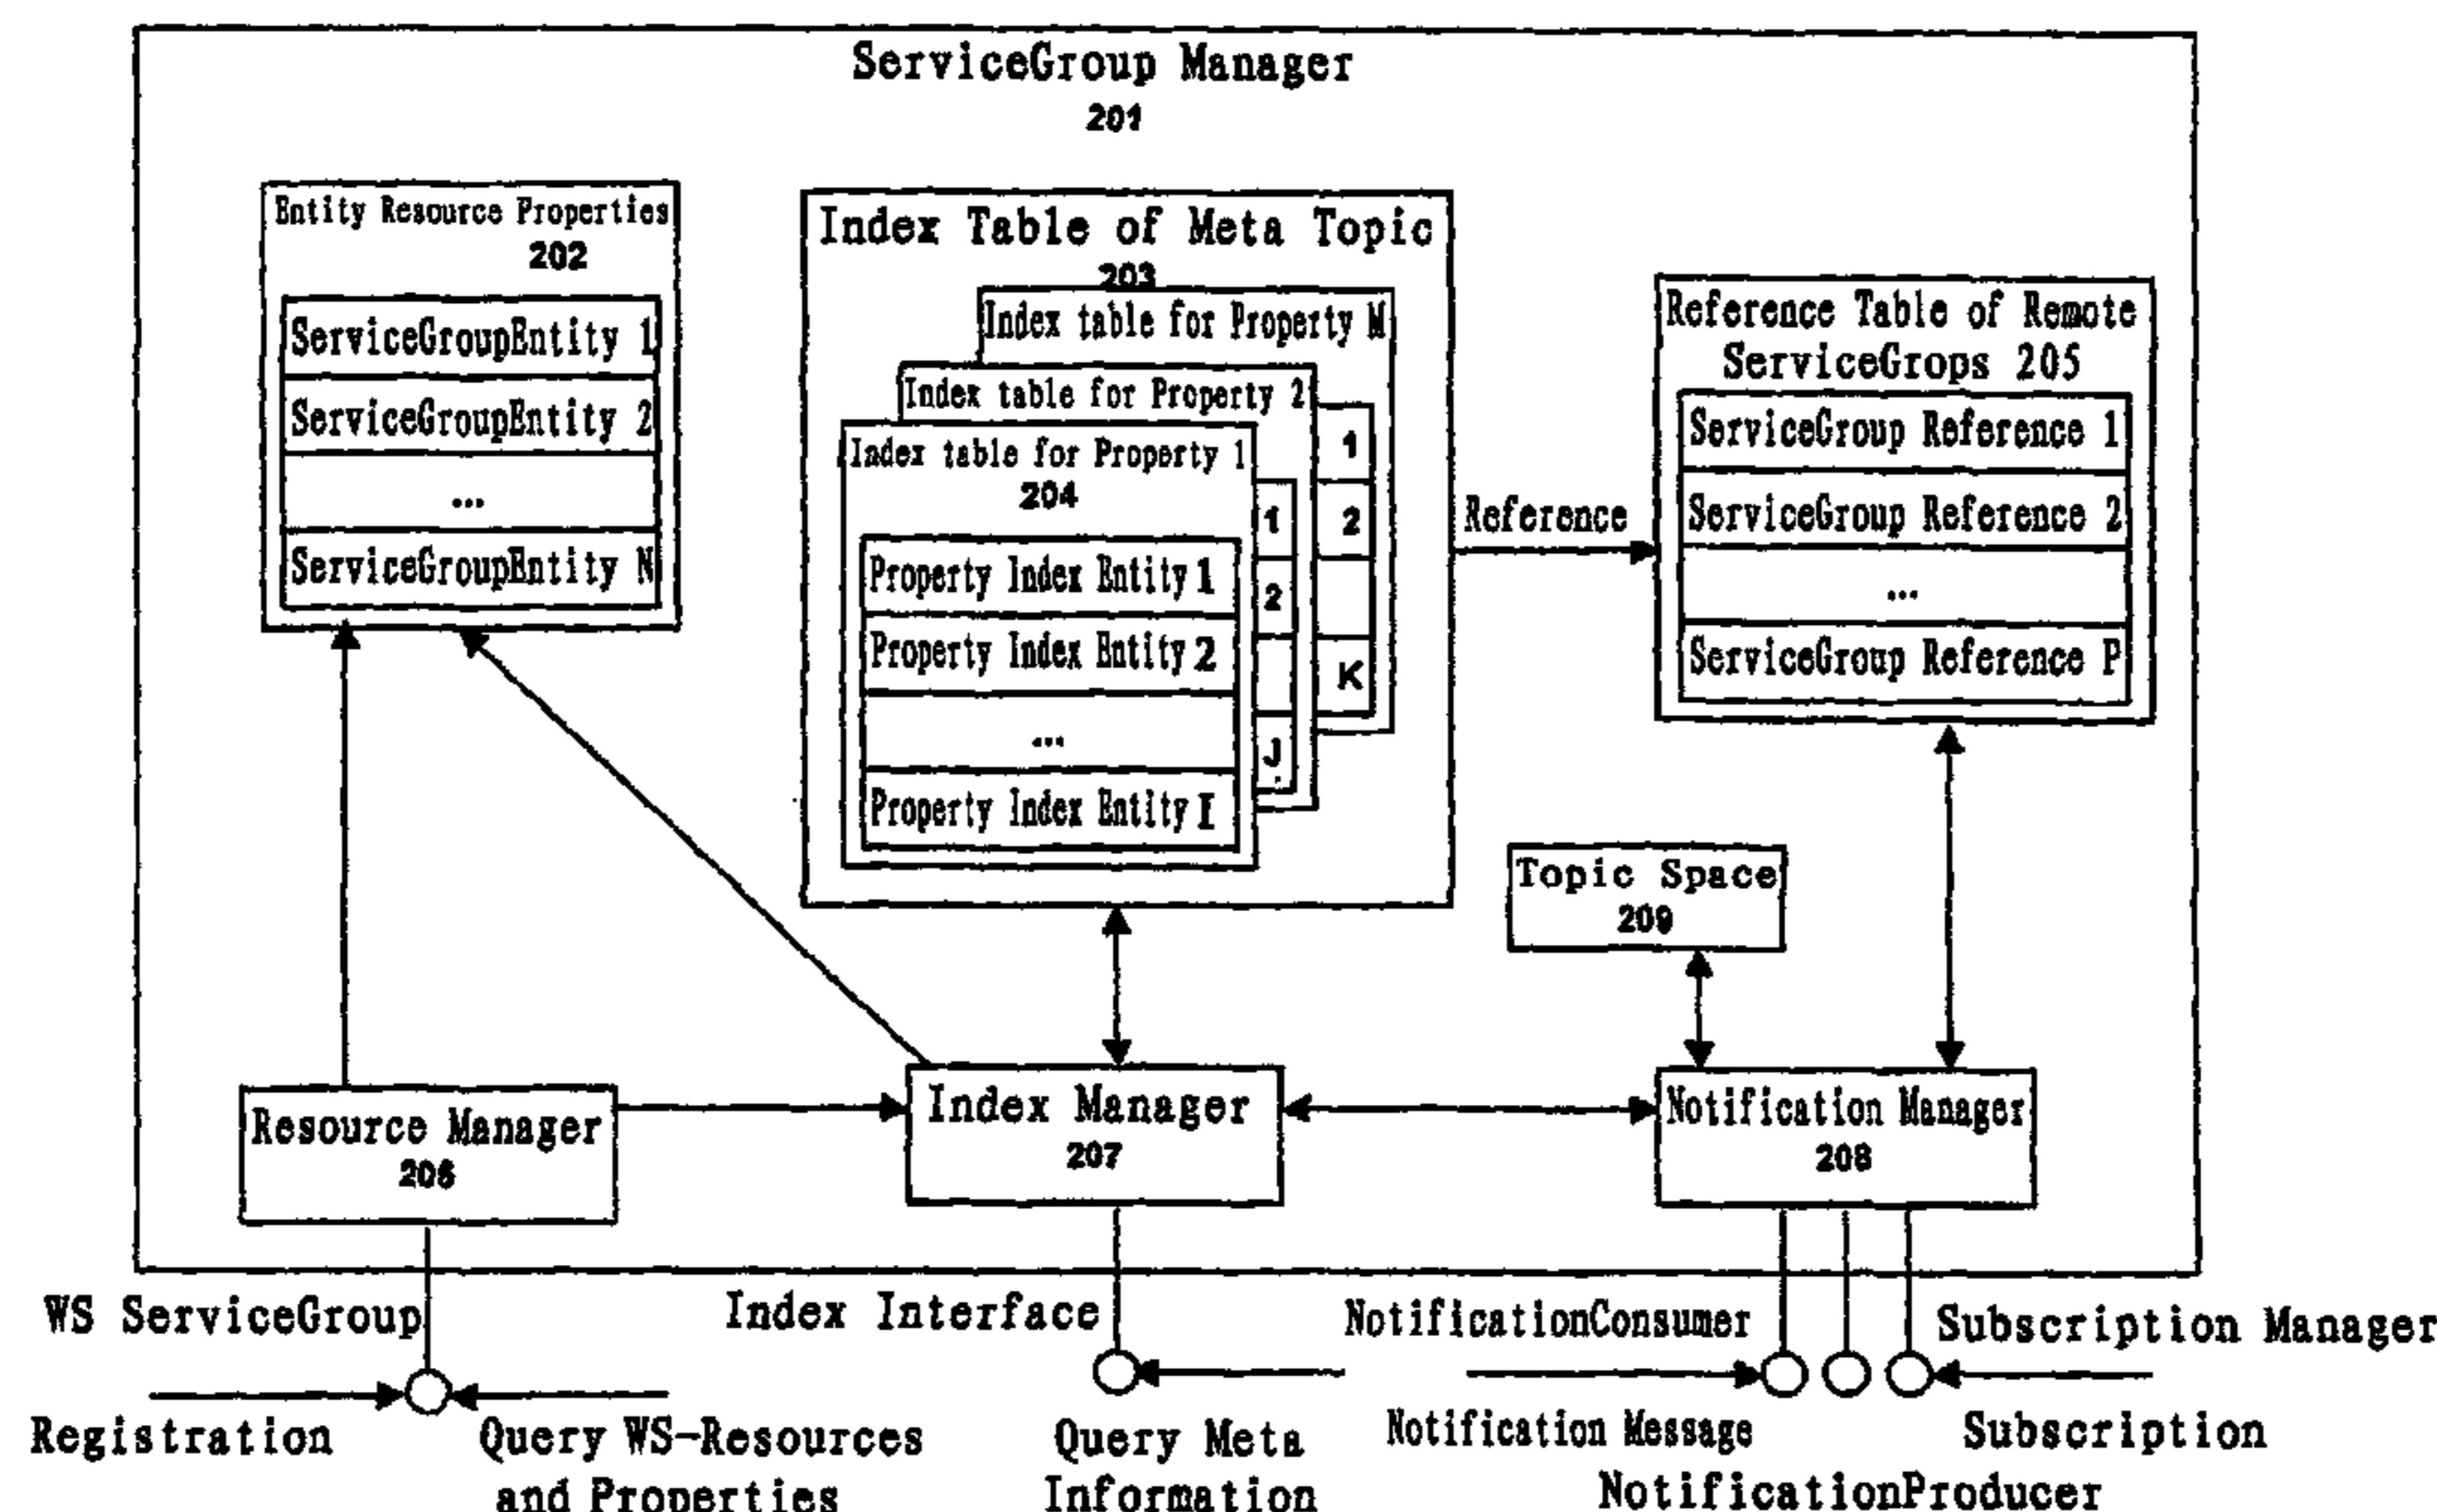 ServiceGroup Manager
201
Entity Resource Properties
202
ServiceGroupEntity 1
ServiceGroupEntity 2
...
ServiceGroupEntity N
Index Table of Meta Topic
203
Index table for Property M
1
2
K
Index table for Property 2
1
2
J
Index table for Property 1
204
Property Index Entity 1
Property Index Entity 2
...
Property Index Entity I
Reference
Reference Table of Remote
ServiceGrops 205
ServiceGroup Reference 1
ServiceGroup Reference 2
...
ServiceGroup Reference P
Topic Space
209
Resource Manager
206
Index Manager
207
Notification Manager
208
WS ServiceGroup
Registration
Query WS-Resources
and Properties
Index Interface
Query Meta
Information
NotificationConsumer
Notification Message
NotificationProducer
Subscription Manager
Subscription